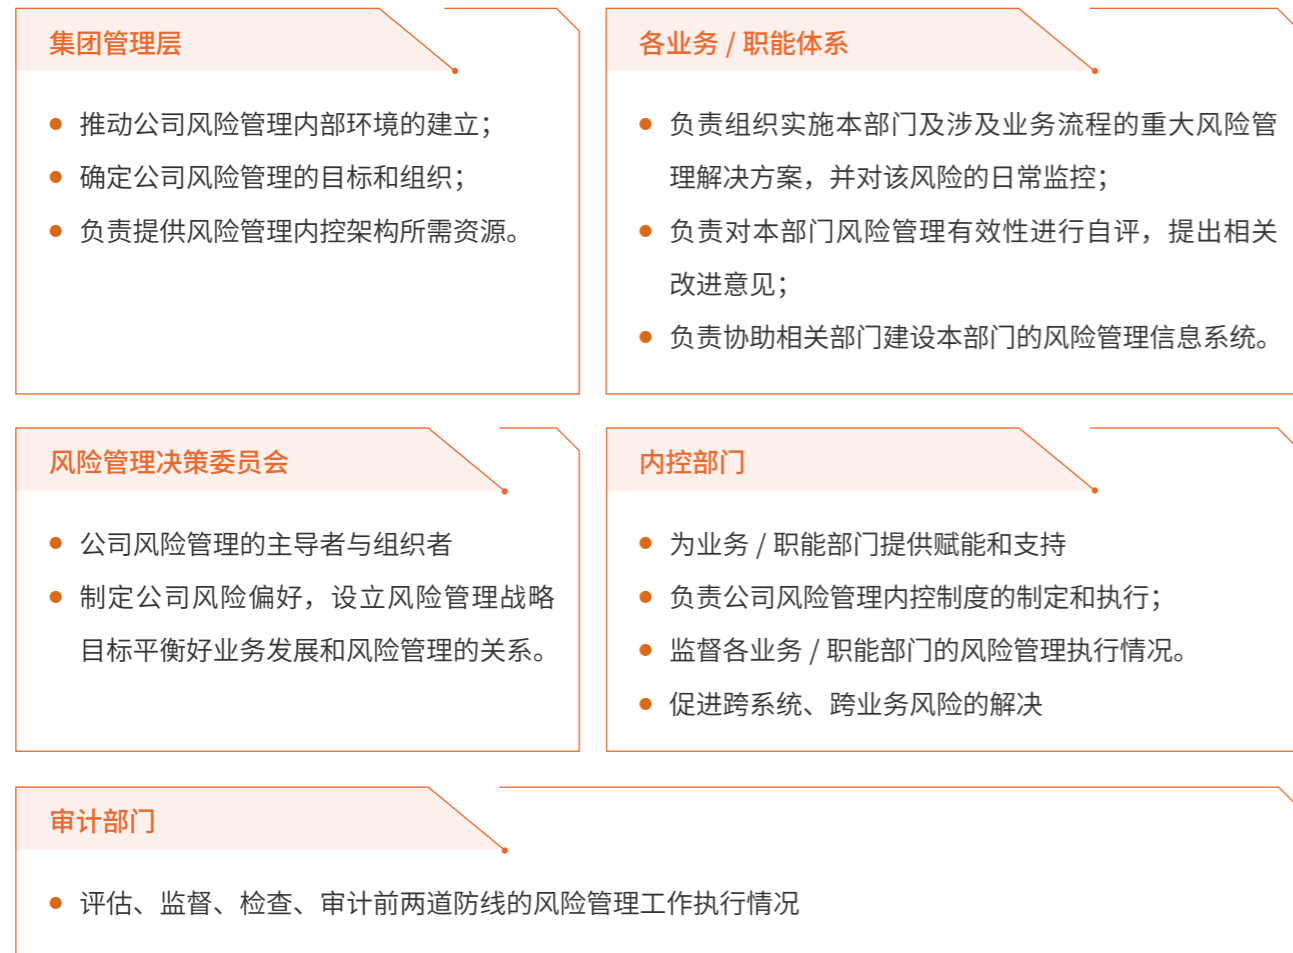 集团管理层
推动公司风险管理内部环境的建立；
确定公司风险管理的目标和组织；
负责提供风险管理内控架构所需资源。
各业务 / 职能体系
负责组织实施本部门及涉及业务流程的重大风险管
理解决方案，并对该风险的日常监控；
负责对本部门风险管理有效性进行自评，提出相关
改进意见；
负责协助相关部门建设本部门的风险管理信息系统。
风险管理决策委员会
公司风险管理的主导者与组织者
制定公司风险偏好，设立风险管理战略
目标平衡好业务发展和风险管理的关系。
内控部门
为业务 / 职能部门提供赋能和支持
负责公司风险管理内控制度的制定和执行；
监督各业务 / 职能部门的风险管理执行情况。
促进跨系统、跨业务风险的解决
审计部门
评估、监督、检查、审计前两道防线的风险管理工作执行情况